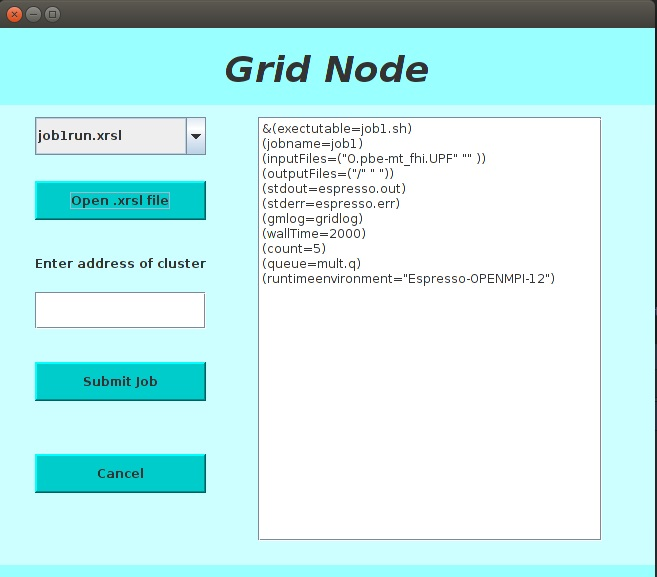 Grid Node
job1run.xrsl
Open .xrsl file
Enter address of cluster
Submit Job
Cancel
&(exectutable=job1.sh)
(jobname=job1)
(inputFiles=("O.pbe-mt_fhi.UPF" "" ))
(outputFiles=("/" " "))
(stdout=espresso.out)
(stderr=espresso.err)
(gmlog=gridlog)
(wallTime=2000)
(count=5)
(queue=mult.q)
(runtimeenvironment="Espresso-OPENMPI-12")